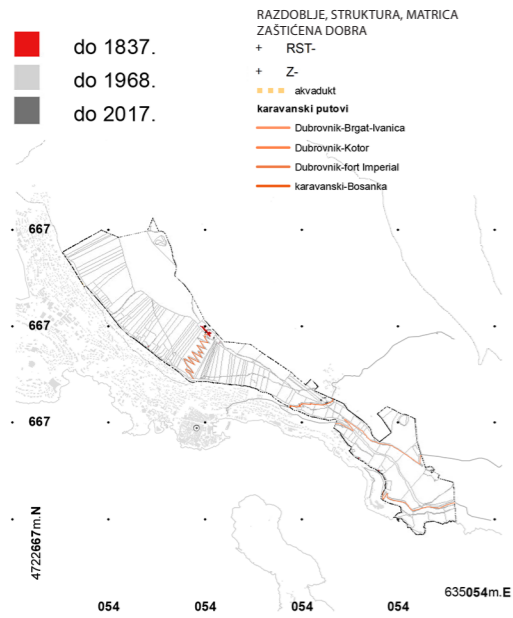 RAZDOBLJE, STRUKTURA, MATRICA
ZAŠTIĆENA DOBRA
+ RST-
+ Z-
akvadukt
karavanski putovi
Dubrovnik-Brgat-Ivanica
Dubrovnik-Kotor
Dubrovnik-fort Imperial
karavanski-Bosanka
do 1837.
do 1968.
do 2017.
667
667
667
4722667m.N
635054m.E
054
054
054
054